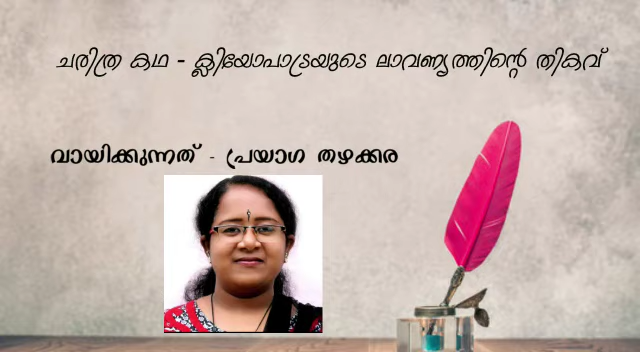 ചരിത്ര കഥ - ക്ലിയോപാട്രയുടെ ലാവണ്യത്തിന്റെ തികവ്
വായിക്കുന്നത് - പ്രയാഗ തഴക്കര